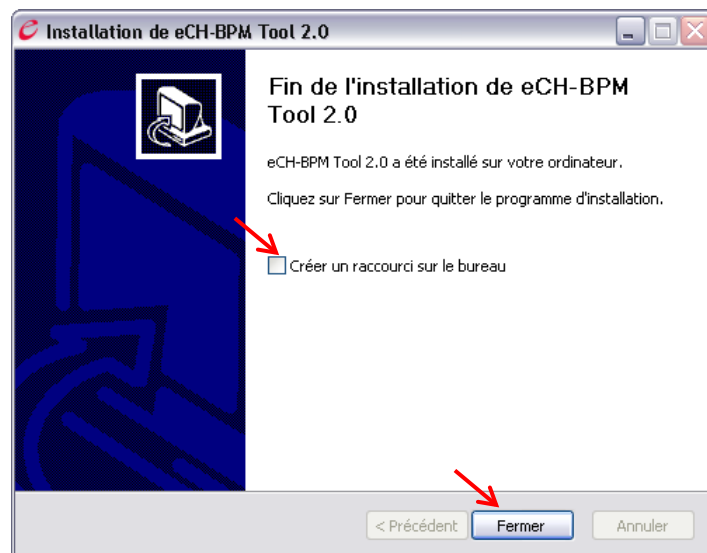 Installation de eCH-BPM Tool 2.0
Fin de l'installation de eCH-BPM
Tool 2.0
eCH-BPM Tool 2.0 a été installé sur votre ordinateur.
Cliquez sur Fermer pour quitter le programme d'installation.
Créer un raccourci sur le bureau
< Précédent Fermer Annuler